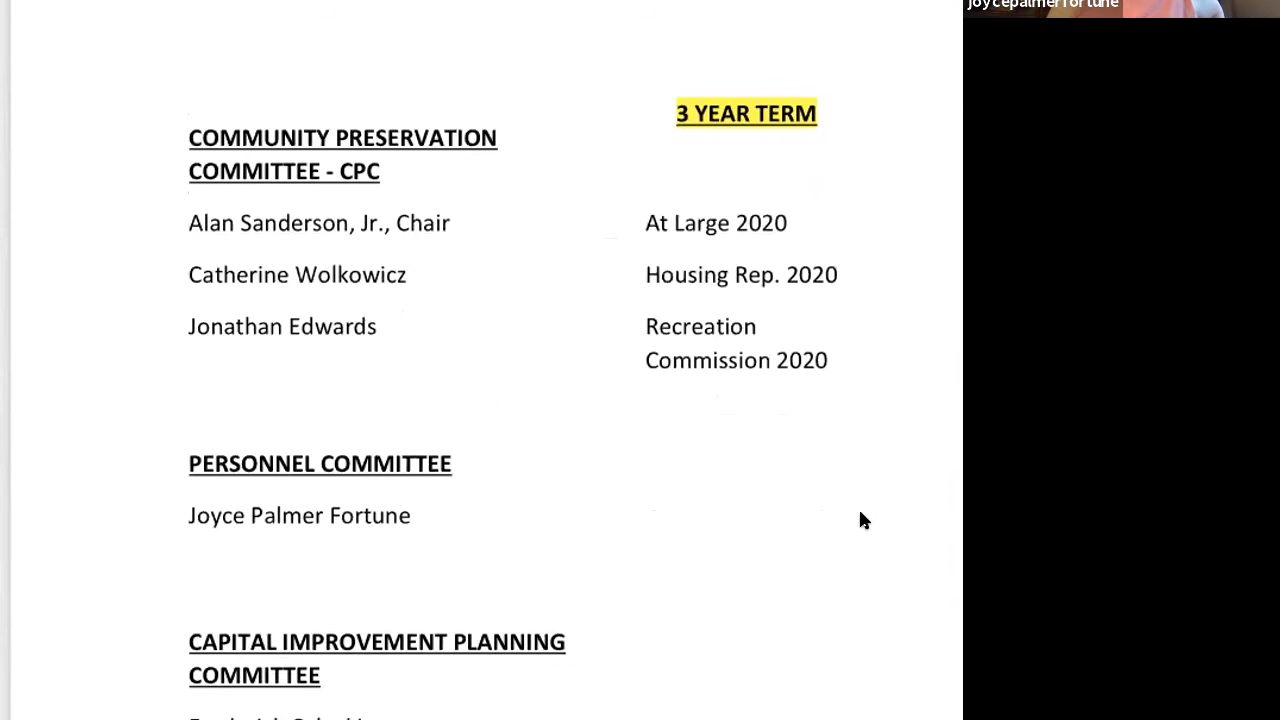 joycepalmerfortune
3 YEAR TERM
COMMUNITY PRESERVATION
COMMITTEE - CPC
Alan Sanderson, Jr., Chair At Large 2020
Catherine Wolkowicz Housing Rep. 2020
Jonathan Edwards Recreation
Commission 2020
PERSONNEL COMMITTEE
Joyce Palmer Fortune
CAPITAL IMPROVEMENT PLANNING
COMMITTEE